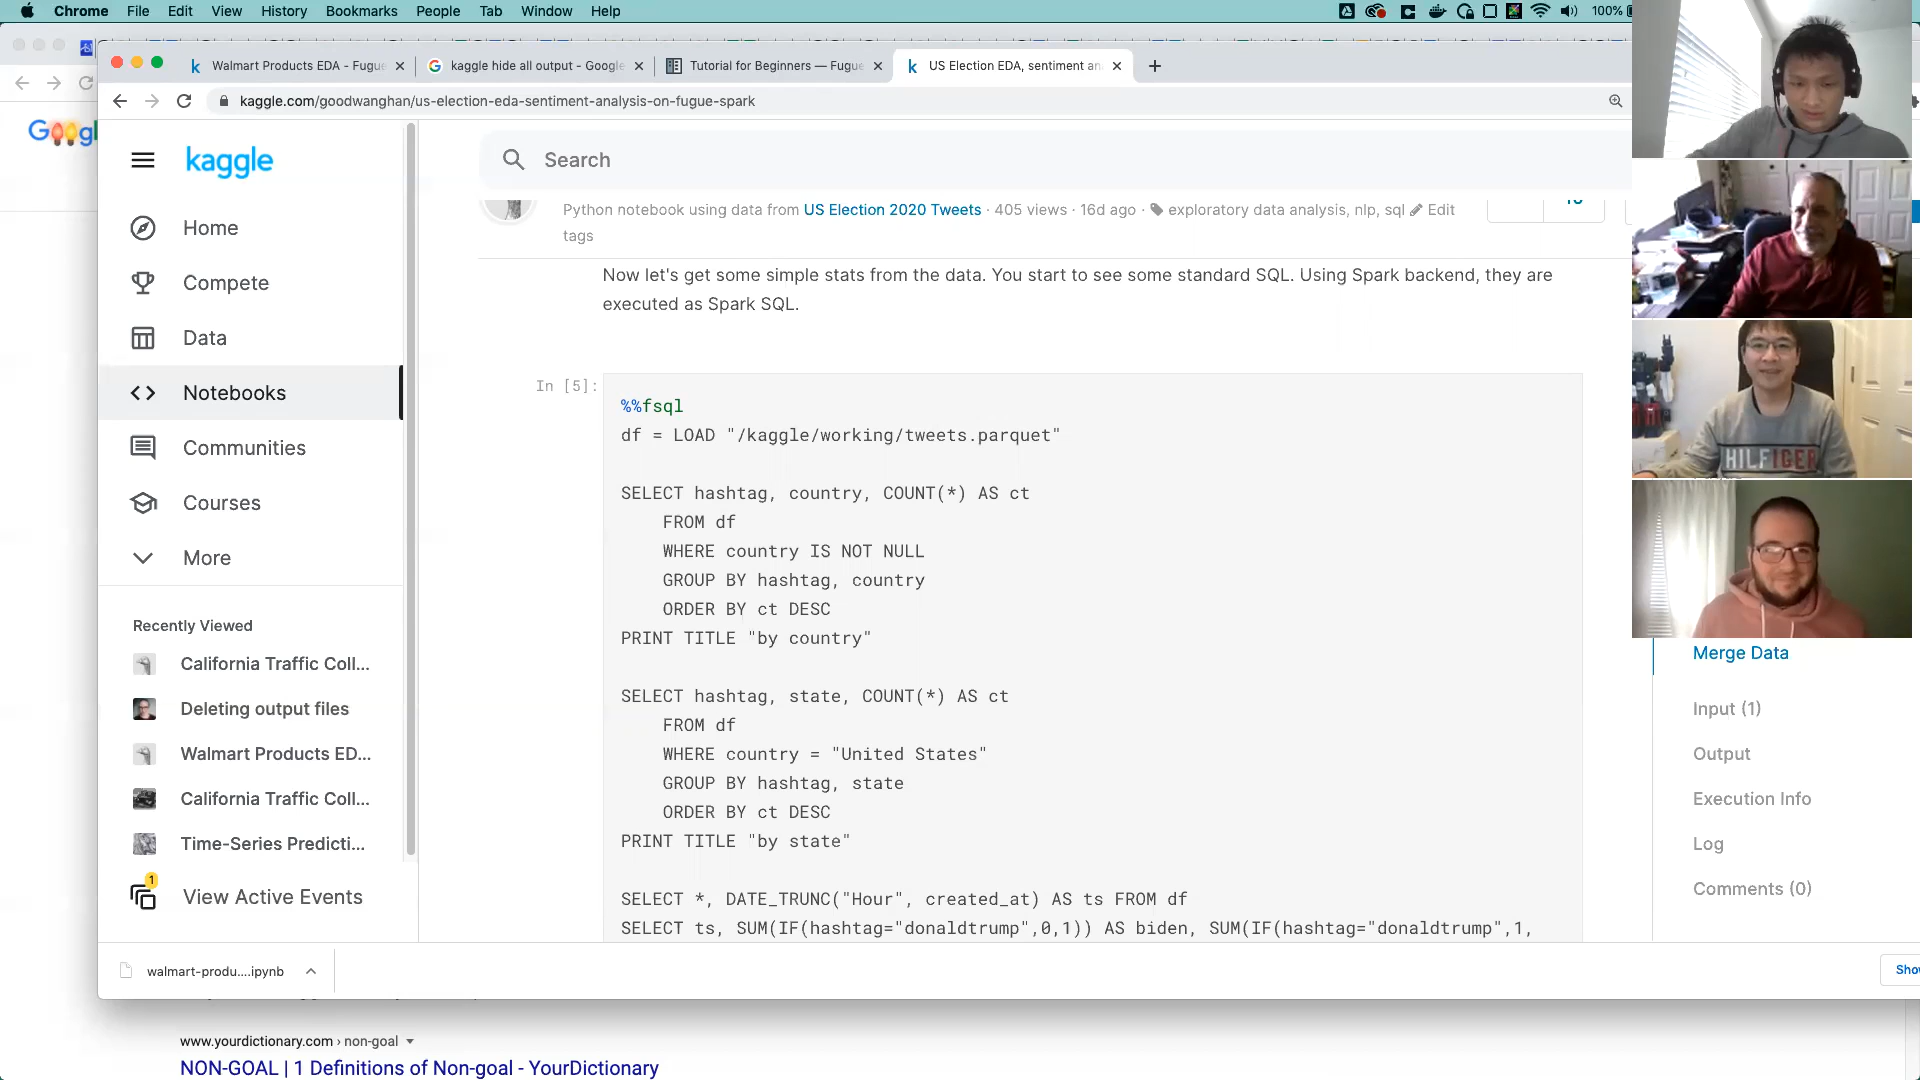 Chrome File Edit View History Bookmarks People Tab Window Help
100%
Walmart Products EDA - Fugue
kaggle hide all output - Google
Tutorial for Beginners — Fugue
US Election EDA, sentiment an
kaggle.com/goodwanghan/us-election-eda-sentiment-analysis-on-fugue-spark
kaggle
Search
Home
Compete
Data
Notebooks
Communities
Courses
More
Recently Viewed
California Traffic Coll...
Deleting output files
Walmart Products ED...
California Traffic Coll...
Time-Series Predicti...
1
View Active Events
Python notebook using data from US Election 2020 Tweets · 405 views · 16d ago · exploratory data analysis, nlp, sql Edit
tags
Now let's get some simple stats from the data. You start to see some standard SQL. Using Spark backend, they are
executed as Spark SQL.
In [5]:
%%fsql
df = LOAD "/kaggle/working/tweets.parquet"
SELECT hashtag, country, COUNT(*) AS ct
FROM df
WHERE country IS NOT NULL
GROUP BY hashtag, country
ORDER BY ct DESC
PRINT TITLE "by country"
SELECT hashtag, state, COUNT(*) AS ct
FROM df
WHERE country = "United States"
GROUP BY hashtag, state
ORDER BY ct DESC
PRINT TITLE "by state"
SELECT *, DATE_TRUNC("Hour", created_at) AS ts FROM df
SELECT ts, SUM(IF(hashtag="donaldtrump",0,1)) AS biden, SUM(IF(hashtag="donaldtrump",1,
HILFIGER
Merge Data
Input (1)
Output
Execution Info
Log
Comments (0)
walmart-produ....ipynb
Sho
www.yourdictionary.com › non-goal
NON-GOAL | 1 Definitions of Non-goal - YourDictionary